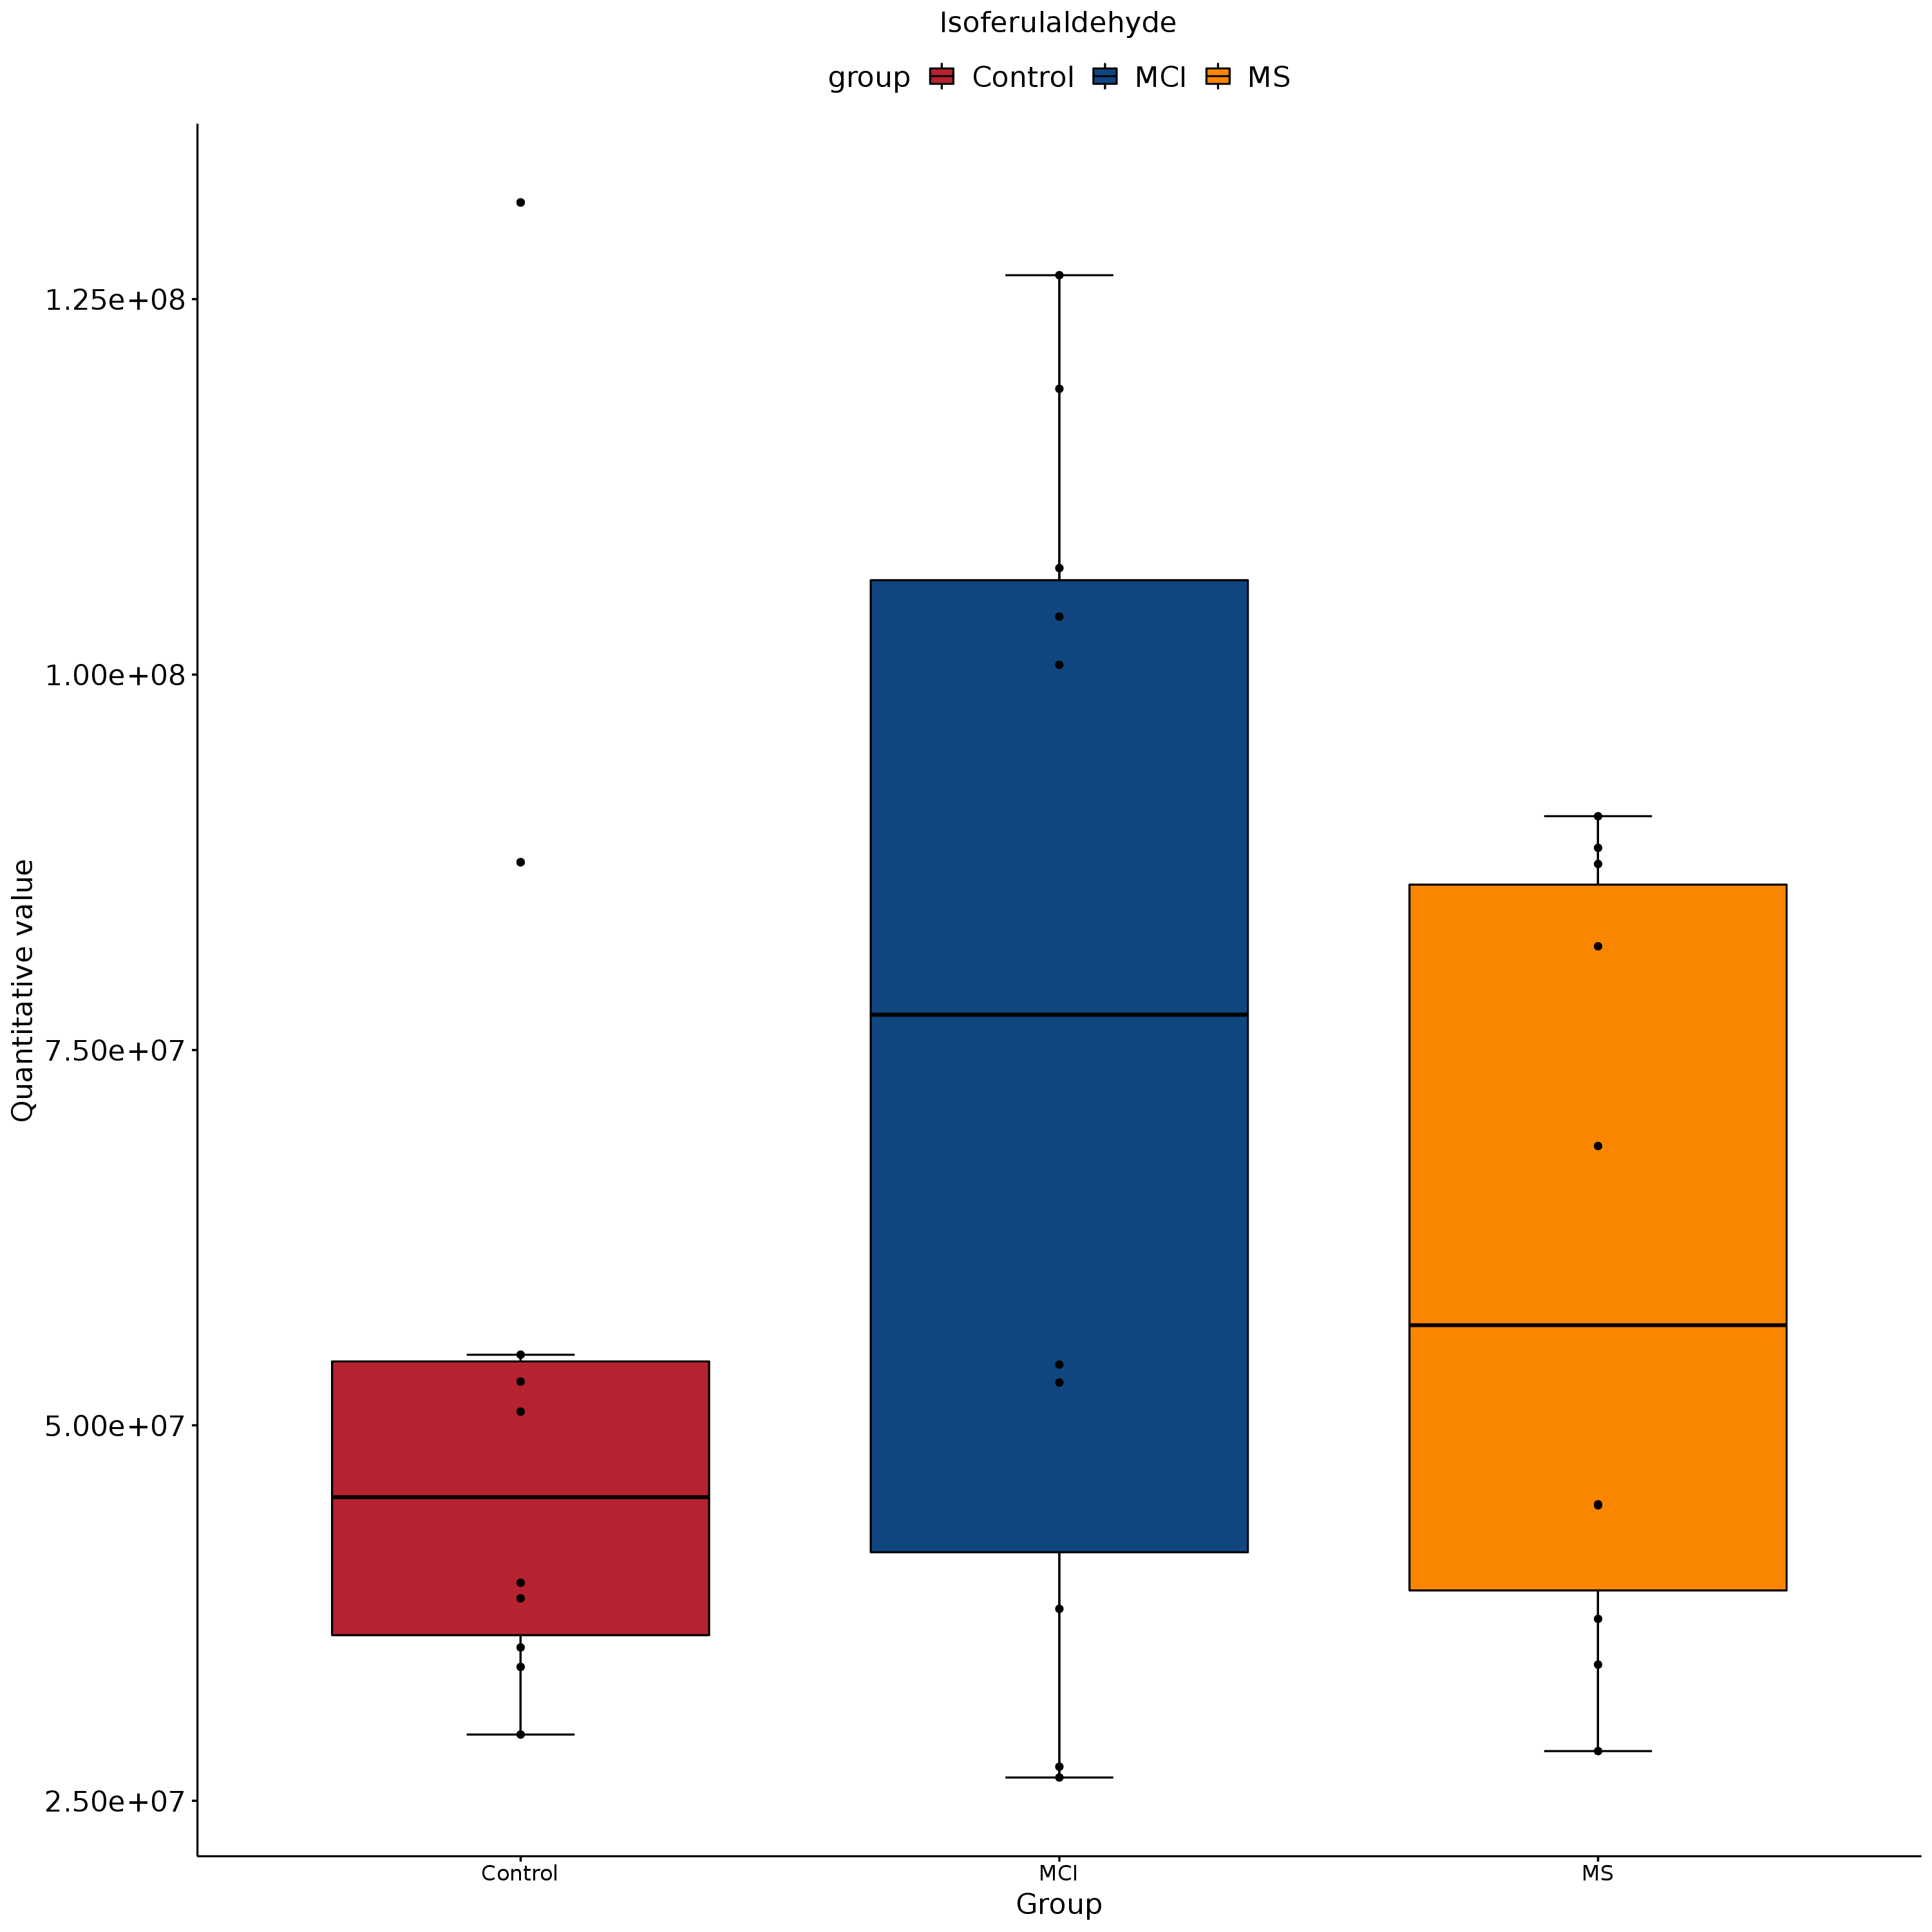 Isoferulaldehyde
group Control MCI MS
1.25e+08
1.00e+08
7.50e+07
5.00e+07
2.50e+07
Quantitative value
Control MCI MS
Group